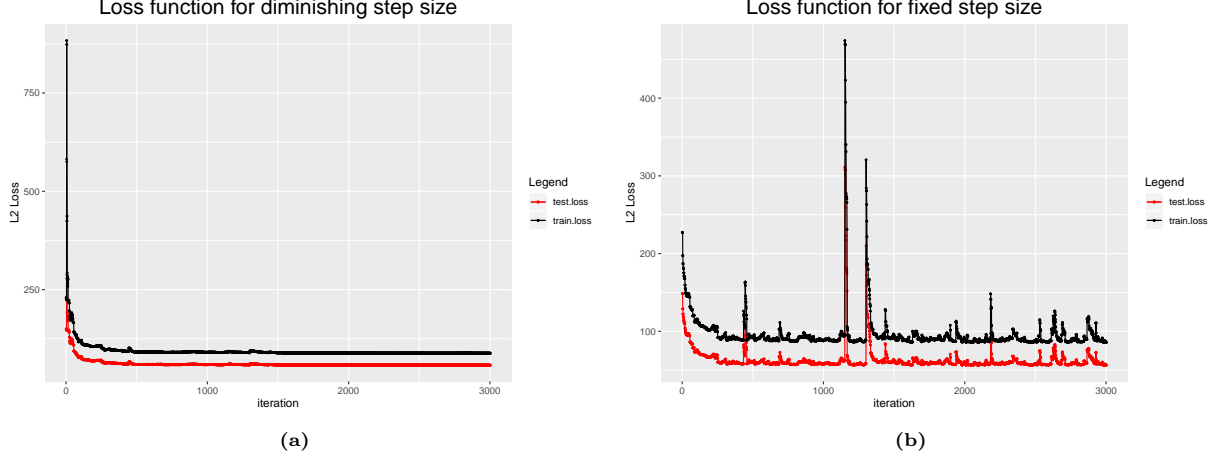 Loss function for diminishing step size
750
500
250
L2 Loss
0
1000
2000
3000
iteration
Legend
test.loss
train.loss
(a)
Loss function for fixed step size
400
300
200
100
L2 Loss
0
1000
2000
3000
iteration
Legend
test.loss
train.loss
(b)